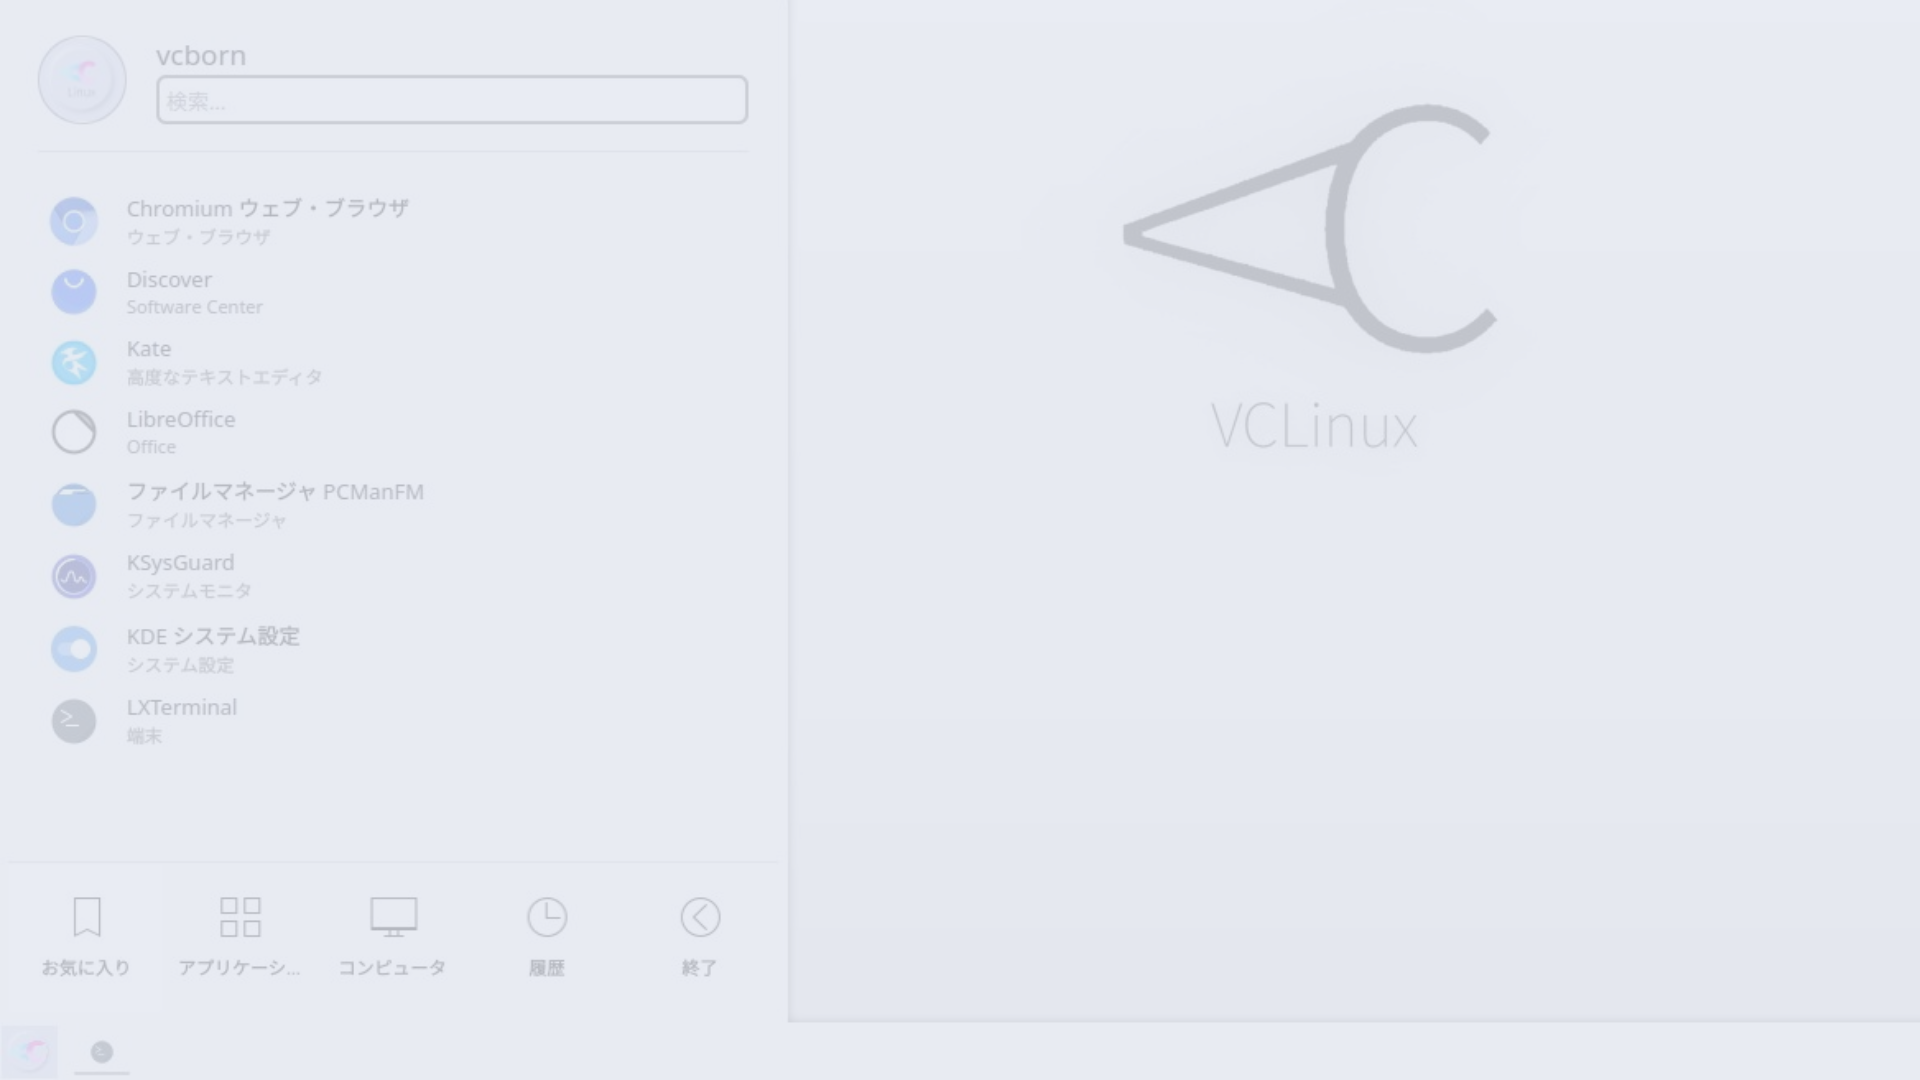 vcborn
Linux
検索...
Chromium ウェブ・ブラウザ
ウェブ・ブラウザ
Discover
Software Center
Kate
高度なテキストエディタ
LibreOffice
Office
ファイルマネージャ PCManFM
ファイルマネージャ
KSysGuard
システムモニタ
KDE システム設定
システム設定
LXTerminal
端末
お気に入り
アプリケーシ...
コンピュータ
履歴
終了
VCLinux